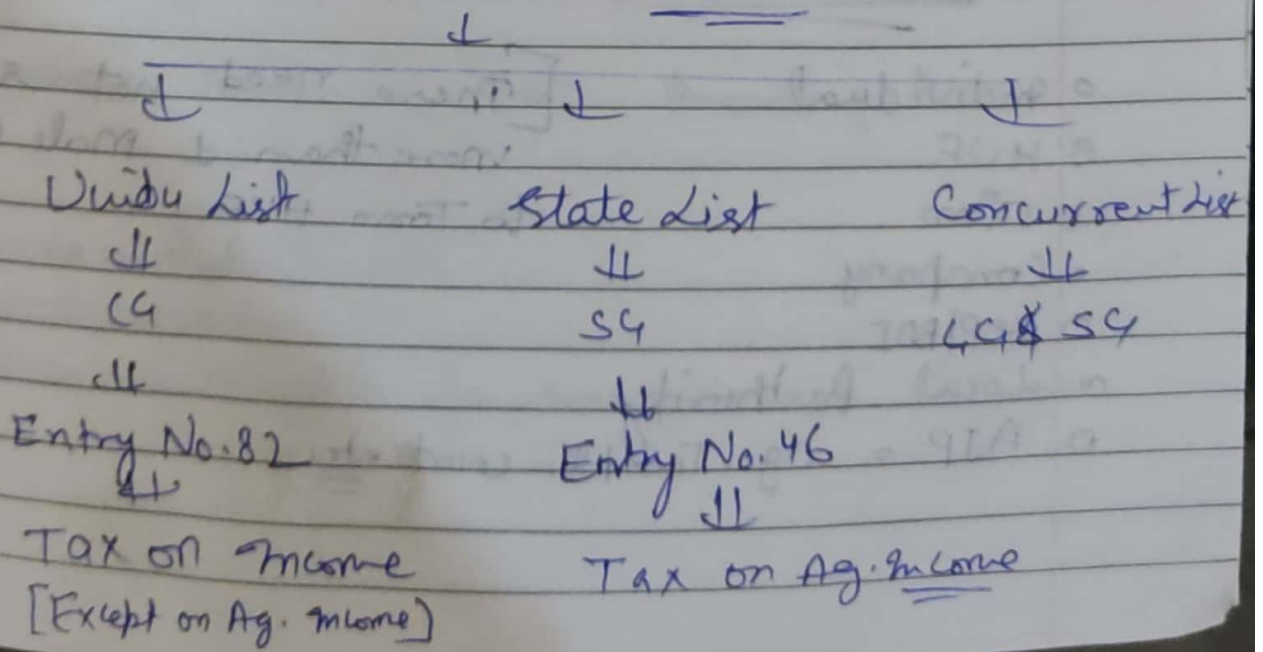 Union List State List Concurrent List
CG SG CG & SG
Entry No. 82 Entry No. 46
Tax on Income Tax on Ag. Income
[Except on Ag. Income]